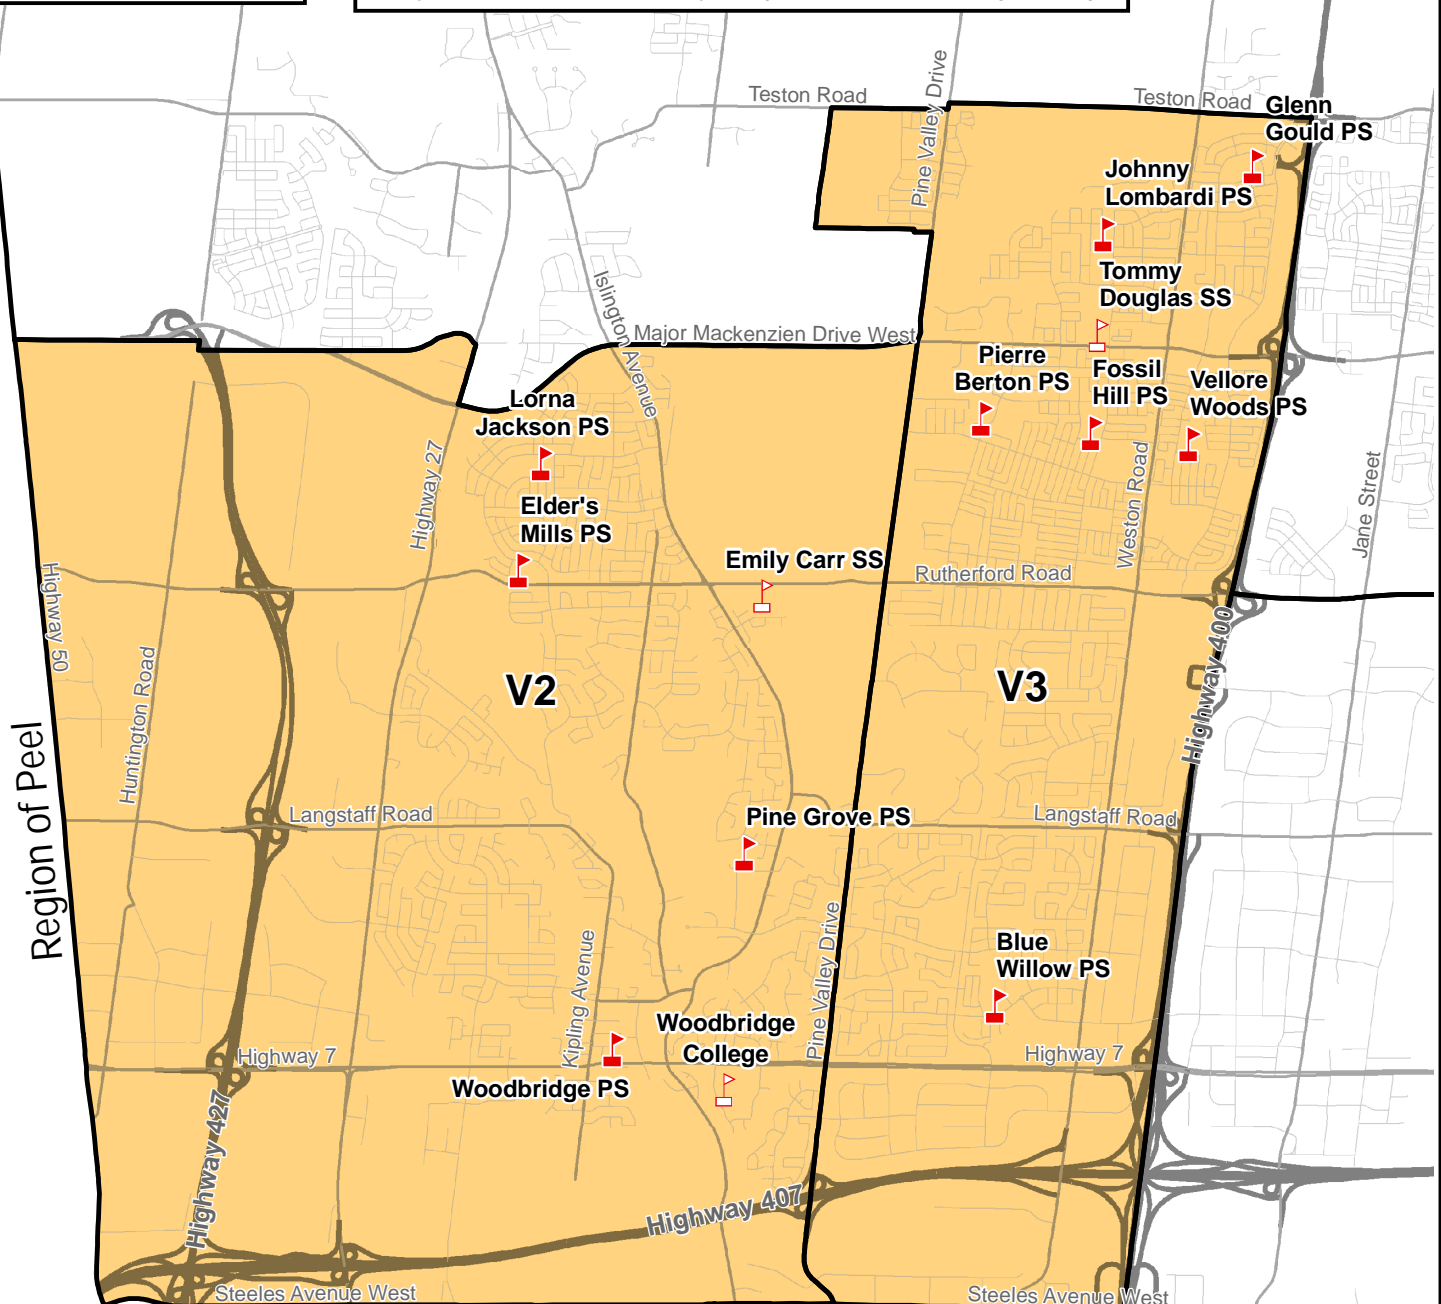 Teston Road
Pine Valley Drive
Teston Road
Glenn
Gould PS
Johnny
Lombardi PS
Tommy
Douglas SS
Islington Avenue
Major Mackenzien Drive West
Pierre
Berton PS
Fossil
Hill PS
Vellore
Woods PS
Lorna
Jackson PS
Highway 27
Weston Road
Jane Street
Elder's
Mills PS
Emily Carr SS
Rutherford Road
Highway 50
Huntington Road
V2
V3
Highway 400
Region of Peel
Langstaff Road
Pine Grove PS
Langstaff Road
Kipling Avenue
Pine Valley Drive
Blue
Willow PS
Woodbridge
College
Highway 7
Highway 7
Woodbridge PS
Highway 427
Highway 407
Steeles Avenue West
Steeles Avenue West